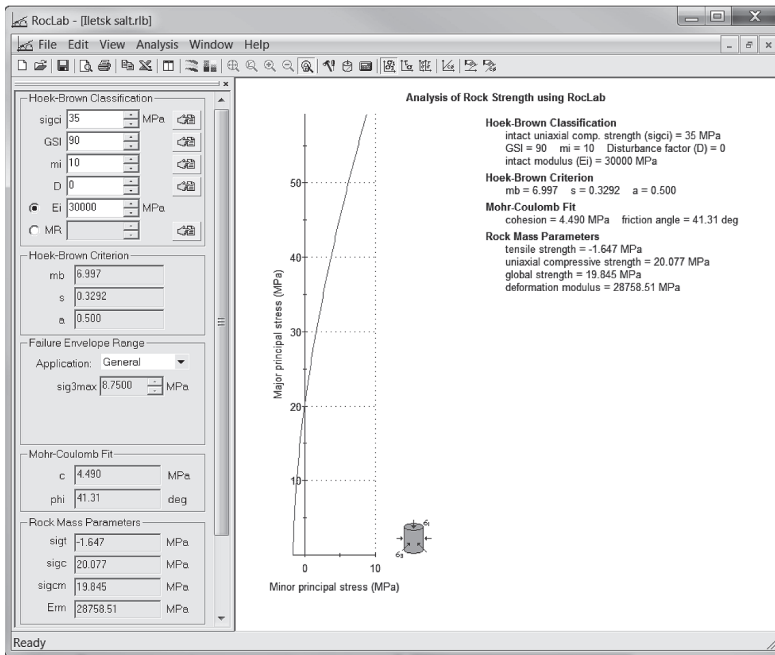 RocLab - [Iletsk salt.rlb]
File Edit View Analysis Window Help
Hoek-Brown Classification
sigci 35 MPa
GSI 90
mi 10
D 0
Ei 30000 MPa
MR
Hoek-Brown Criterion
mb 6.997
s 0.3292
a 0.500
Failure Envelope Range
Application: General
sig3max 8.7500 MPa
Mohr-Coulomb Fit
c 4.490 MPa
phi 41.31 deg
Rock Mass Parameters
sigt -1.647 MPa
sigc 20.077 MPa
sigcm 19.845 MPa
Erm 28758.51 MPa
Analysis of Rock Strength using RocLab
Hoek-Brown Classification
intact uniaxial comp. strength (sigci) = 35 MPa
GSI = 90 mi = 10 Disturbance factor (D) = 0
intact modulus (Ei) = 30000 MPa
Hoek-Brown Criterion
mb = 6.997 s = 0.3292 a = 0.500
Mohr-Coulomb Fit
cohesion = 4.490 MPa friction angle = 41.31 deg
Rock Mass Parameters
tensile strength = -1.647 MPa
uniaxial compressive strength = 20.077 MPa
global strength = 19.845 MPa
deformation modulus = 28758.51 MPa
Major principal stress (MPa)
50
40
30
20
10
0 10
Minor principal stress (MPa)
σ1
σ3
Ready